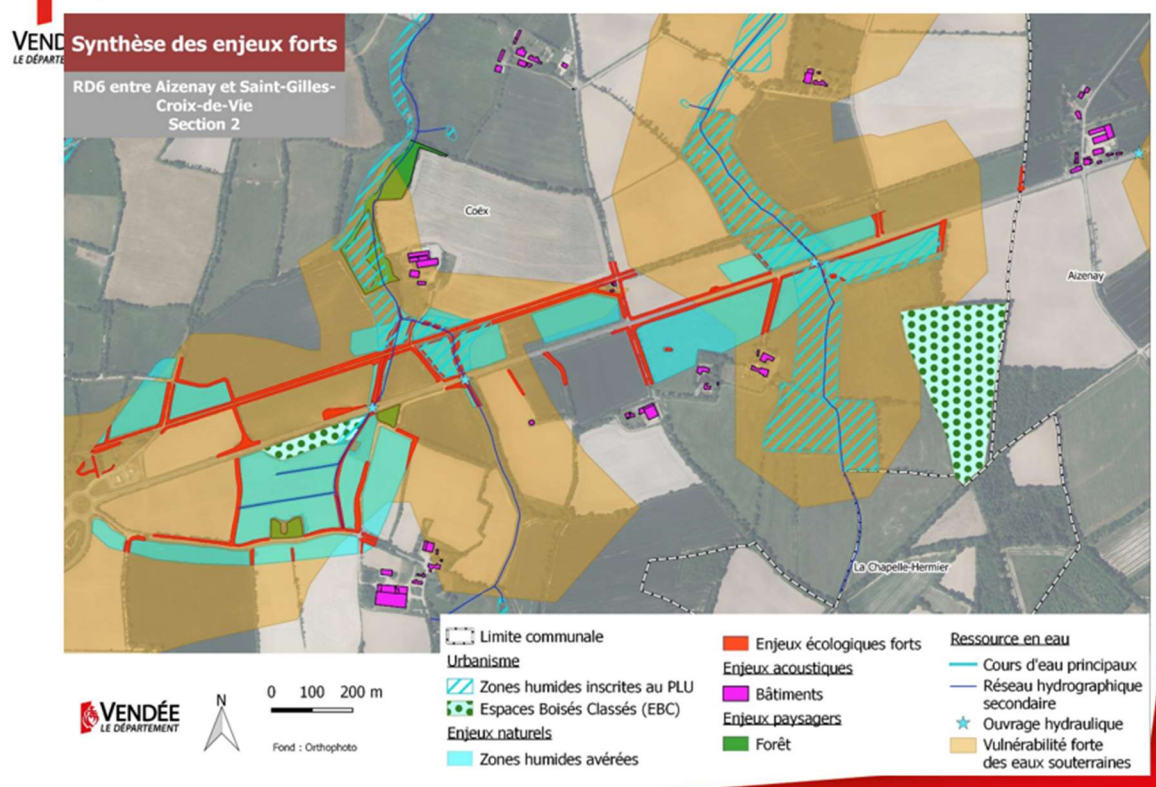 VEND
LE DÉPARTE
Synthèse des enjeux forts
RD6 entre Aizenay et Saint-Gilles-
Croix-de-Vie
Section 2
Coëx
Aizenay
La Chapelle-Hermier
VENDÉE
LE DÉPARTEMENT
N
0 100 200 m
Fond : Orthophoto
Limite communale
Urbanisme
Zones humides inscrites au PLU
Espaces Boisés Classés (EBC)
Enjeux naturels
Zones humides avérées
Enjeux écologiques forts
Enjeux acoustiques
Bâtiments
Enjeux paysagers
Forêt
Ressource en eau
Cours d'eau principaux
Réseau hydrographique
secondaire
Ouvrage hydraulique
Vulnérabilité forte
des eaux souterraines